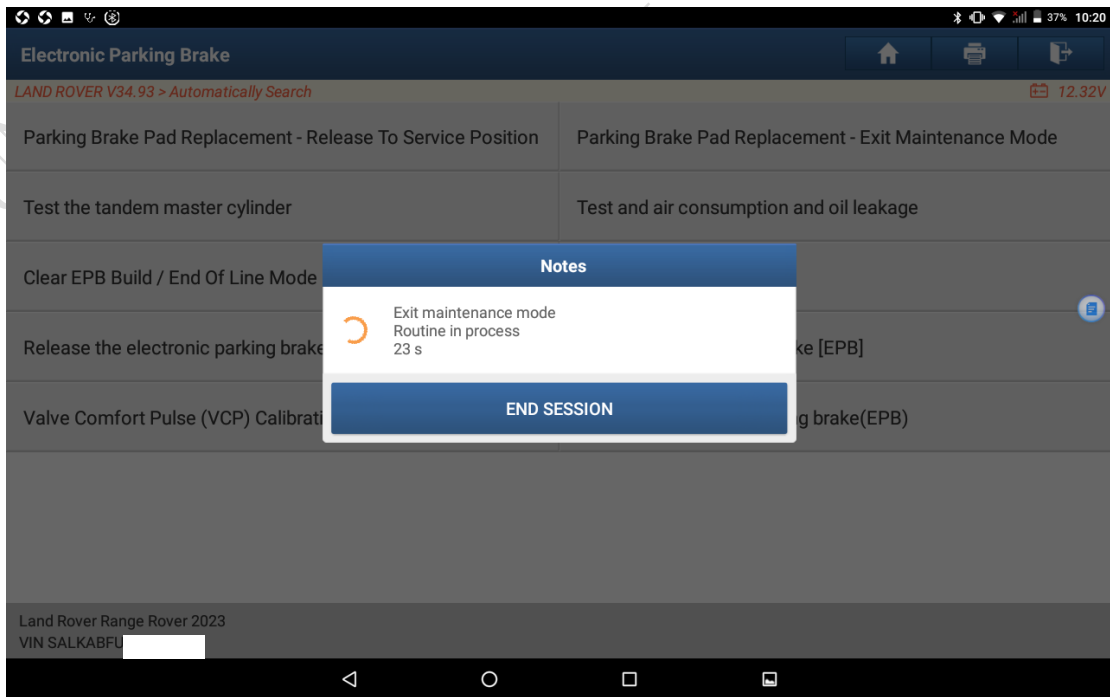 37% 10:20
Electronic Parking Brake
LAND ROVER V34.93 > Automatically Search
12.32V
Parking Brake Pad Replacement - Release To Service Position
Parking Brake Pad Replacement - Exit Maintenance Mode
Test the tandem master cylinder
Test and air consumption and oil leakage
Clear EPB Build / End Of Line Mode
Notes
Exit maintenance mode
Routine in process
23 s
Release the electronic parking brake
ke [EPB]
END SESSION
Valve Comfort Pulse (VCP) Calibrati
g brake(EPB)
Land Rover Range Rover 2023
VIN SALKABFU